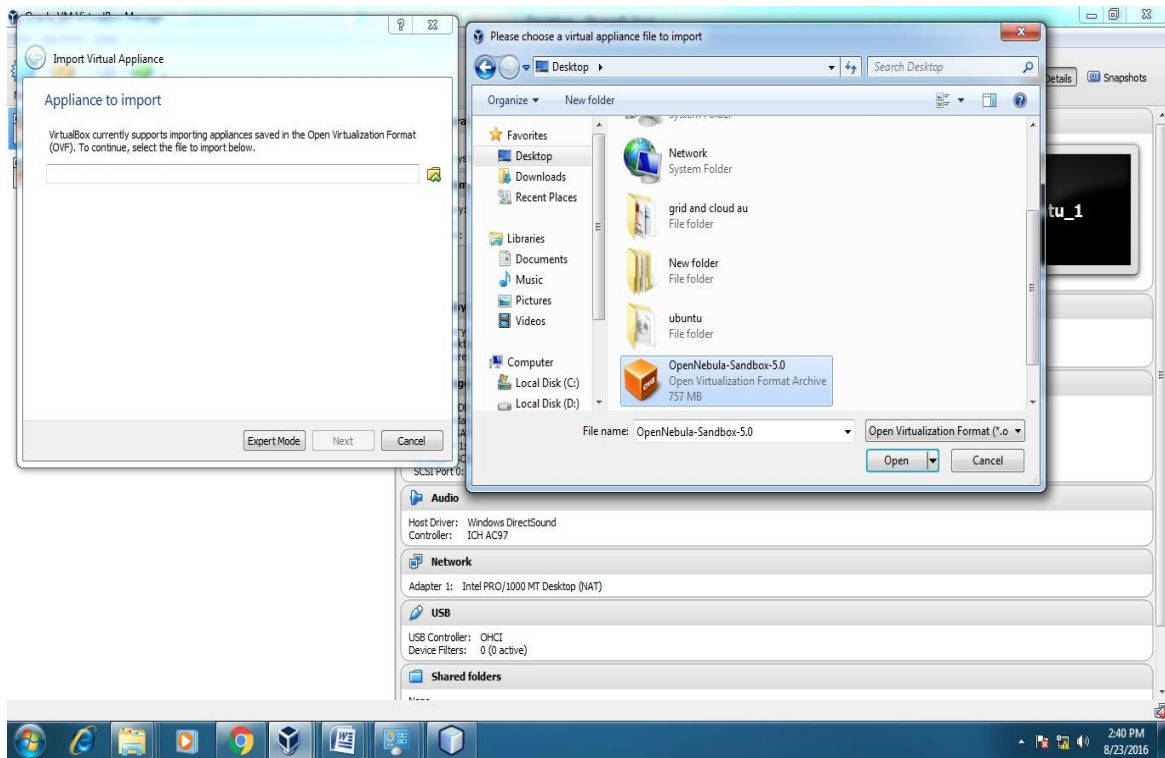 Oracle VM VirtualBox Manager
Import Virtual Appliance
Appliance to import
VirtualBox currently supports importing appliances saved in the Open Virtualization Format
(OVF). To continue, select the file to import below.
Expert Mode
Next
Cancel
Please choose a virtual appliance file to import
Desktop
Search Desktop
Organize
New folder
Favorites
Desktop
Downloads
Recent Places
Libraries
Documents
Music
Pictures
Videos
Computer
Local Disk (C:)
Local Disk (D:)
System Folder
Network
System Folder
grid and cloud au
File folder
New folder
File folder
ubuntu
File folder
OpenNebula-Sandbox-5.0
Open Virtualization Format Archive
757 MB
File name: OpenNebula-Sandbox-5.0
Open Virtualization Format (*.o
Open
Cancel
Details
Snapshots
tu_1
SCSI Port 0:
Audio
Host Driver: Windows DirectSound
Controller: ICH AC97
Network
Adapter 1: Intel PRO/1000 MT Desktop (NAT)
USB
USB Controller: OHCI
Device Filters: 0 (0 active)
Shared folders
None
2:40 PM
8/23/2016